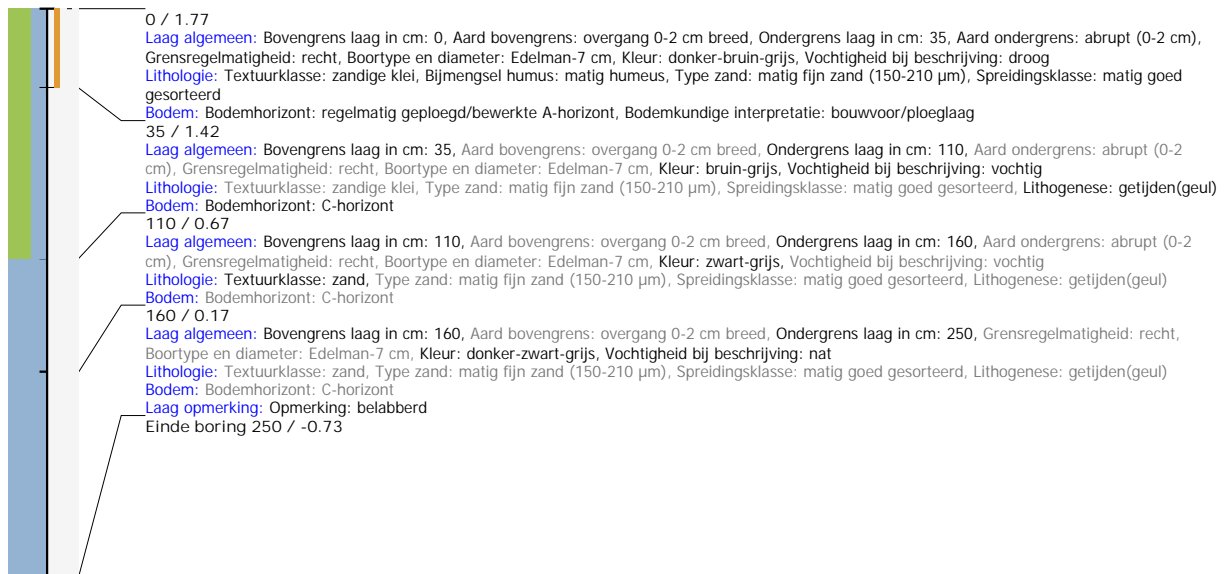 0 / 1.77
Laag algemeen: Bovengrens laag in cm: 0, Aard bovengrens: overgang 0-2 cm breed, Ondergrens laag in cm: 35, Aard ondergrens: abrupt (0-2 cm),
Grensregelmatigheid: recht, Boortype en diameter: Edelman-7 cm, Kleur: donker-bruin-grijs, Vochtigheid bij beschrijving: droog
Lithologie: Textuurklasse: zandige klei, Bijmengsel humus: matig humeus, Type zand: matig fijn zand (150-210 µm), Spreidingsklasse: matig goed
gesorteerd
Bodem: Bodemhorizont: regelmatig geploegd/bewerkte A-horizont, Bodemkundige interpretatie: bouwvoor/ploeglaag
35 / 1.42
Laag algemeen: Bovengrens laag in cm: 35, Aard bovengrens: overgang 0-2 cm breed, Ondergrens laag in cm: 110, Aard ondergrens: abrupt (0-2
cm), Grensregelmatigheid: recht, Boortype en diameter: Edelman-7 cm, Kleur: bruin-grijs, Vochtigheid bij beschrijving: vochtig
Lithologie: Textuurklasse: zandige klei, Type zand: matig fijn zand (150-210 µm), Spreidingsklasse: matig goed gesorteerd, Lithogenese: getijden(geul)
Bodem: Bodemhorizont: C-horizont
110 / 0.67
Laag algemeen: Bovengrens laag in cm: 110, Aard bovengrens: overgang 0-2 cm breed, Ondergrens laag in cm: 160, Aard ondergrens: abrupt (0-2
cm), Grensregelmatigheid: recht, Boortype en diameter: Edelman-7 cm, Kleur: zwart-grijs, Vochtigheid bij beschrijving: vochtig
Lithologie: Textuurklasse: zand, Type zand: matig fijn zand (150-210 µm), Spreidingsklasse: matig goed gesorteerd, Lithogenese: getijden(geul)
Bodem: Bodemhorizont: C-horizont
160 / 0.17
Laag algemeen: Bovengrens laag in cm: 160, Aard bovengrens: overgang 0-2 cm breed, Ondergrens laag in cm: 250, Grensregelmatigheid: recht,
Boortype en diameter: Edelman-7 cm, Kleur: donker-zwart-grijs, Vochtigheid bij beschrijving: nat
Lithologie: Textuurklasse: zand, Type zand: matig fijn zand (150-210 µm), Spreidingsklasse: matig goed gesorteerd, Lithogenese: getijden(geul)
Bodem: Bodemhorizont: C-horizont
Laag opmerking: Opmerking: belabberd
Einde boring 250 / -0.73